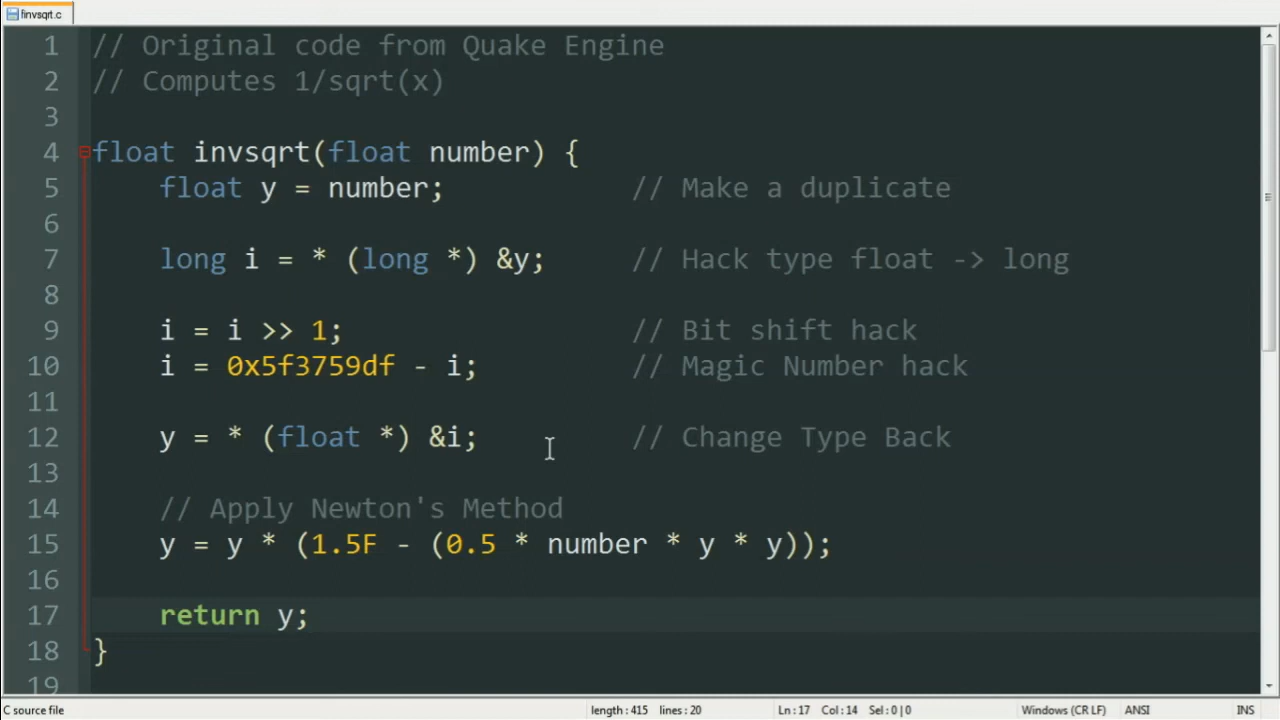 finvsqrt.c
1 // Original code from Quake Engine
2 // Computes 1/sqrt(x)
3
4 float invsqrt(float number) {
5 float y = number; // Make a duplicate
6
7 long i = * (long *) &y; // Hack type float -> long
8
9 i = i >> 1; // Bit shift hack
10 i = 0x5f3759df - i; // Magic Number hack
11
12 y = * (float *) &i; // Change Type Back
13
14 // Apply Newton's Method
15 y = y * (1.5F - (0.5 * number * y * y));
16
17 return y;
18 }
19
C source file length : 415 lines : 20 Ln : 17 Col : 14 Sel : 0 | 0 Windows (CR LF) ANSI INS